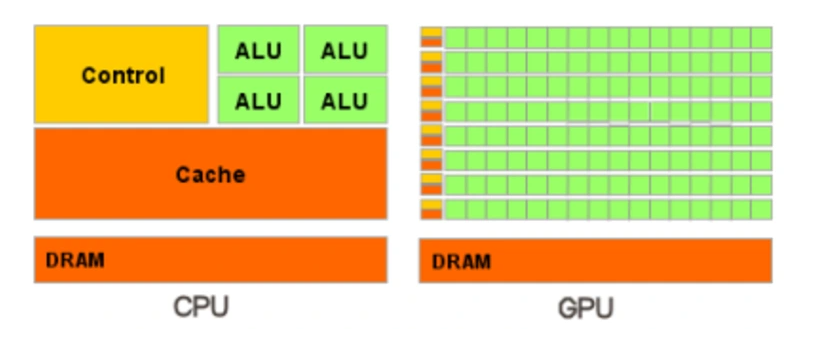 Control
ALU ALU
ALU ALU
Cache
DRAM
CPU
DRAM
GPU